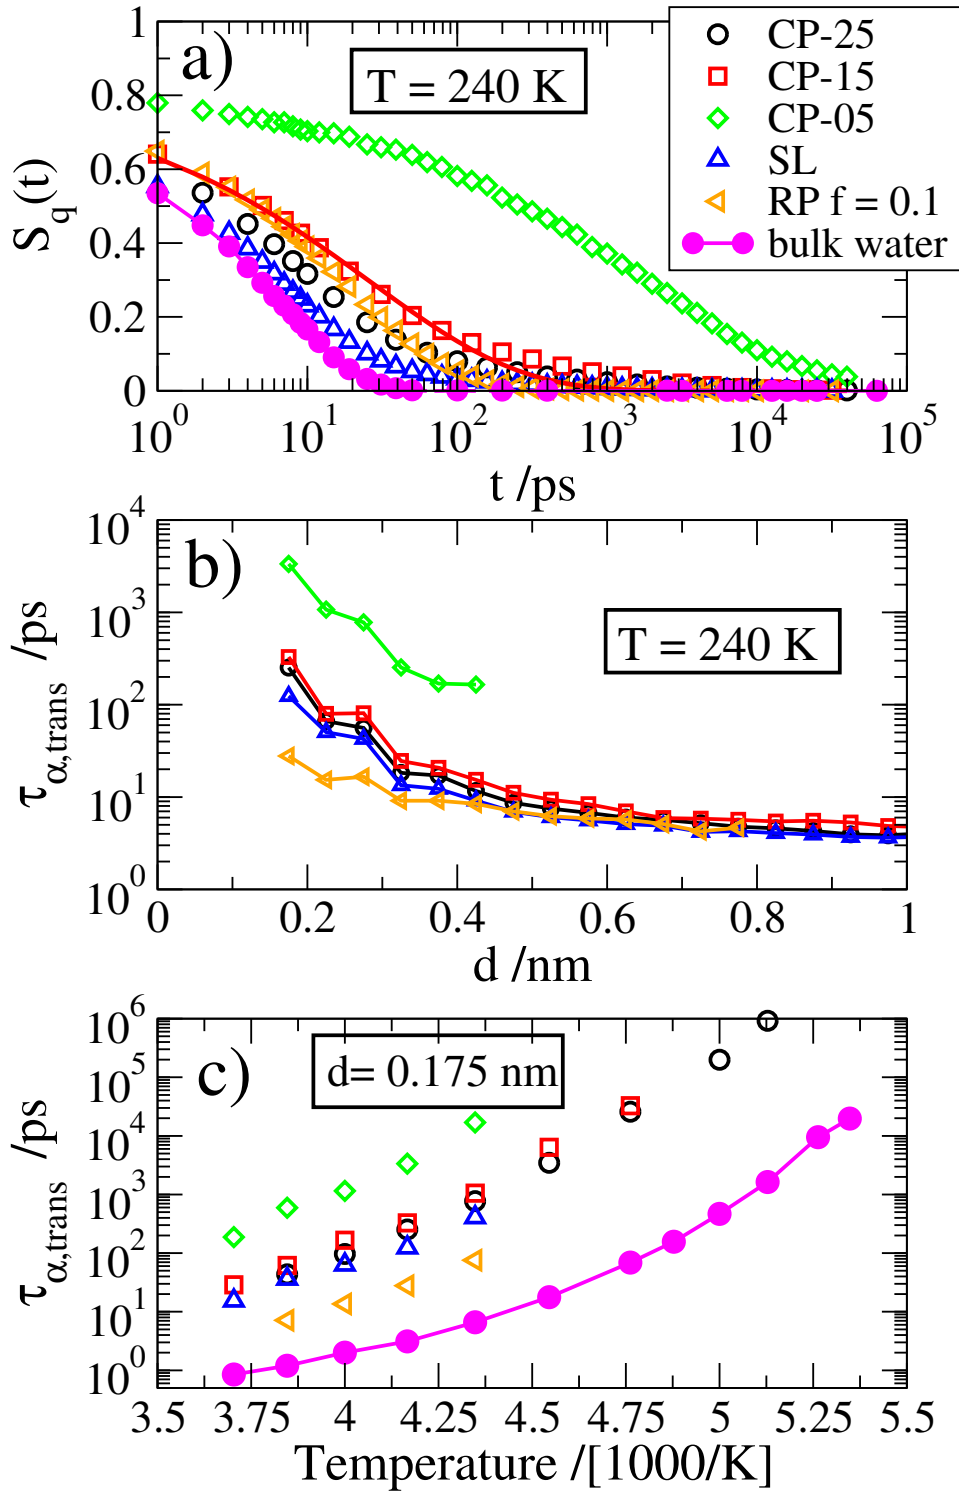 a)
T = 240 K
CP-25
CP-15
CP-05
SL
RP f = 0.1
bulk water
S_q(t)
1
0.8
0.6
0.4
0.2
0
10^0 10^1 10^2 10^3 10^4 10^5
t /ps
b)
T = 240 K
τ_α,trans /ps
10^4
10^3
10^2
10^1
10^0
0 0.2 0.4 0.6 0.8 1
d /nm
c)
d= 0.175 nm
τ_α,trans /ps
10^6
10^5
10^4
10^3
10^2
10^1
10^0
3.5 3.75 4 4.25 4.5 4.75 5 5.25 5.5
Temperature /[1000/K]